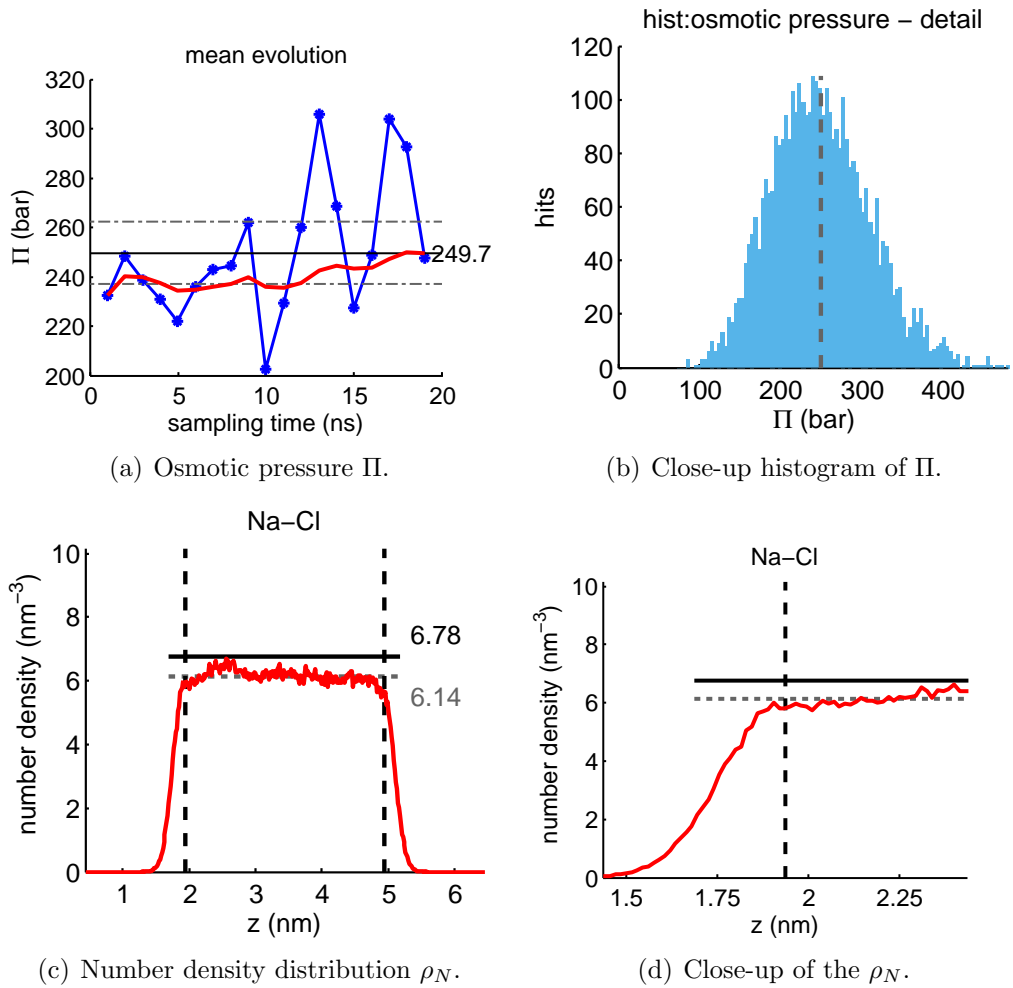 mean evolution
320
300
280
260
240
220
200
Π (bar)
249.7
0 5 10 15 20
sampling time (ns)
(a) Osmotic pressure Π.
hist:osmotic pressure − detail
120
100
80
60
40
20
0
hits
0 100 200 300 400
Π (bar)
(b) Close-up histogram of Π.
Na−Cl
10
8
6
4
2
0
number density (nm⁻³)
6.78
6.14
1 2 3 4 5 6
z (nm)
(c) Number density distribution ρ_N.
Na−Cl
10
8
6
4
2
0
number density (nm⁻³)
1.5 1.75 2 2.25
z (nm)
(d) Close-up of the ρ_N.